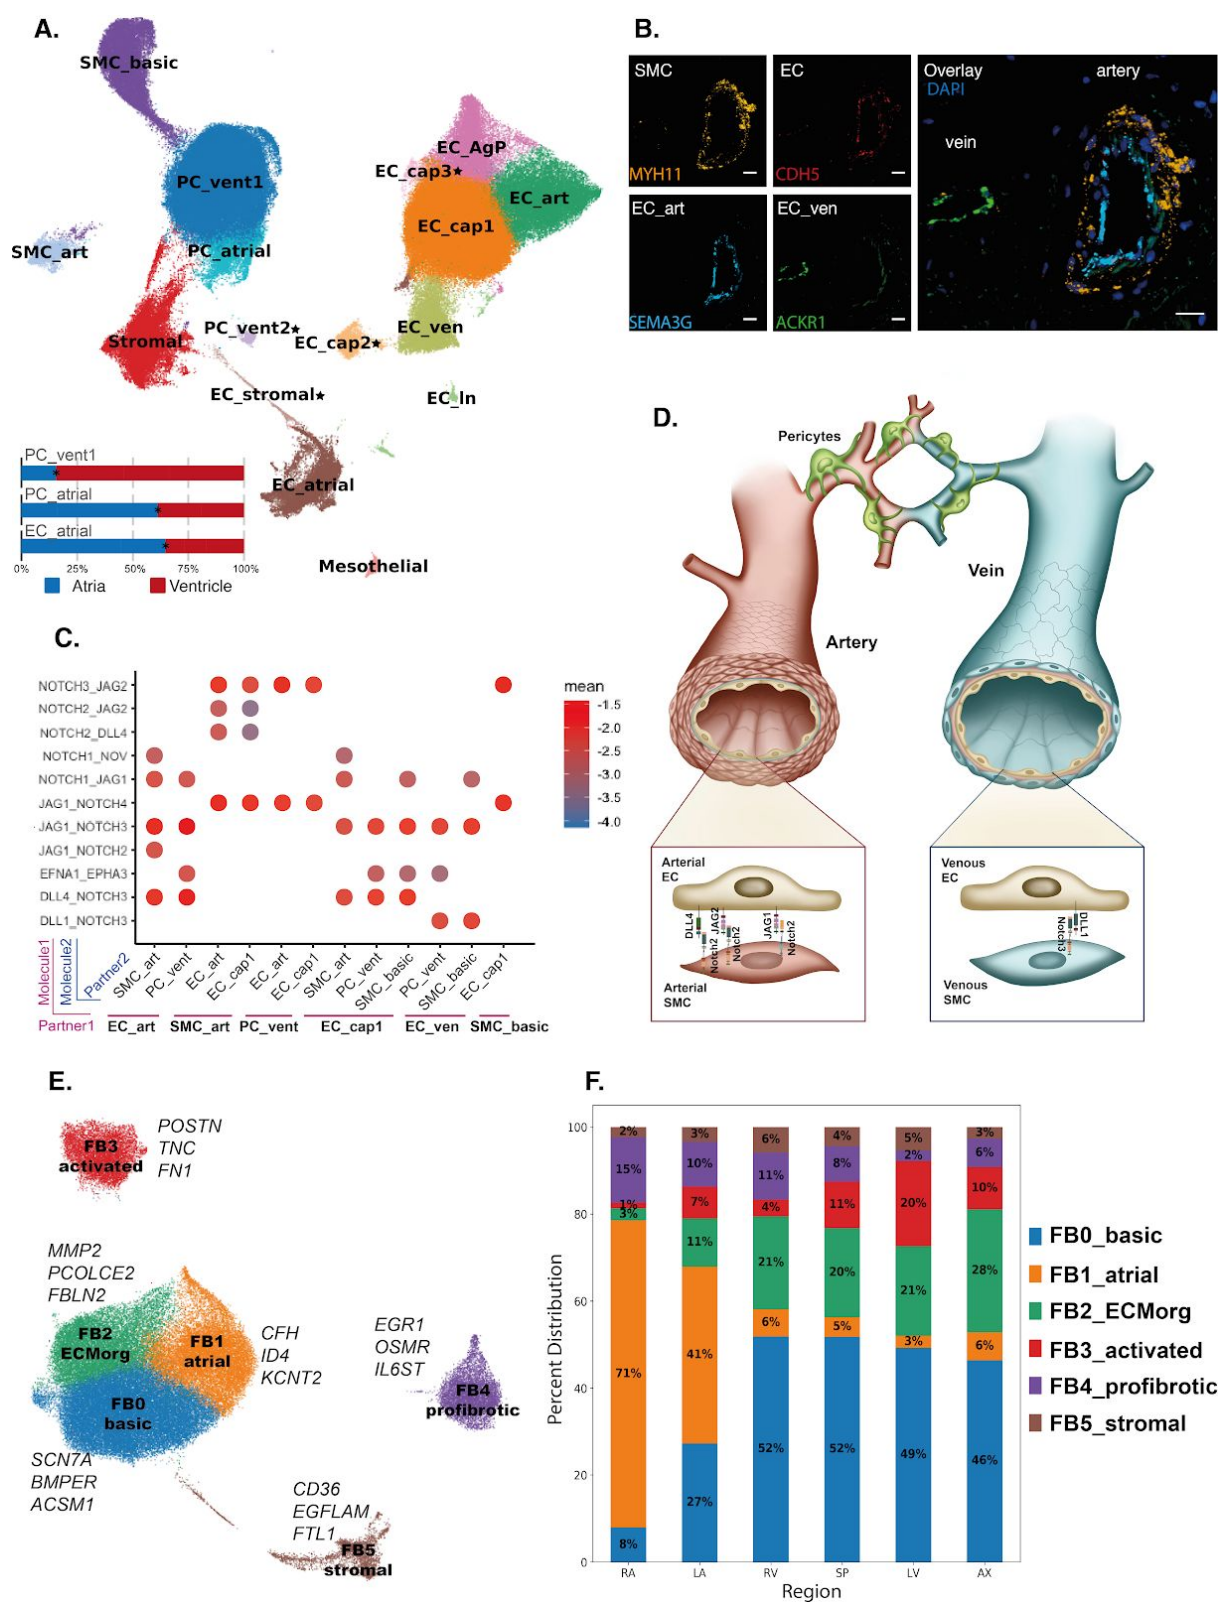 A.
SMC_basic
PC_vent1
SMC_art
PC_atrial
Stromal
PC_vent2★
EC_AgP
EC_cap3★
EC_art
EC_cap1
EC_ven
EC_cap2★
EC_stromal★
EC_ln
EC_atrial
Mesothelial
PC_vent1
PC_atrial
EC_atrial
0% 25% 50% 75% 100%
Atria Ventricle
B.
SMC
MYH11
EC
CDH5
EC_art
SEMA3G
EC_ven
ACKR1
Overlay
DAPI
artery
vein
C.
NOTCH3_JAG2
NOTCH2_JAG2
NOTCH2_DLL4
NOTCH1_NOV
NOTCH1_JAG1
JAG1_NOTCH4
JAG1_NOTCH3
JAG1_NOTCH2
EFNA1_EPHA3
DLL4_NOTCH3
DLL1_NOTCH3
mean
-1.5
-2.0
-2.5
-3.0
-3.5
-4.0
Molecule1
Molecule2
Partner2
Partner1
SMC_art
PC_vent
EC_art
EC_cap1
EC_art
EC_cap1
SMC_art
PC_vent
SMC_basic
PC_vent
SMC_basic
EC_cap1
EC_art SMC_art PC_vent EC_cap1 EC_ven SMC_basic
D.
Pericytes
Artery
Vein
Arterial
EC
DLL4
Notch2
JAG2
Notch2
JAG1
Notch2
Arterial
SMC
Venous
EC
Notch3
DLL1
Venous
SMC
E.
FB3
activated
POSTN
TNC
FN1
MMP2
PCOLCE2
FBLN2
FB2
ECMorg
FB1
atrial
CFH
ID4
KCNT2
FB0
basic
SCN7A
BMPER
ACSM1
EGR1
OSMR
IL6ST
FB4
profibrotic
CD36
EGFLAM
FTL1
FB5
stromal
F.
Percent Distribution
100
80
60
40
20
0
2%
15%
1%
3%
71%
8%
3%
10%
7%
11%
41%
27%
6%
11%
4%
21%
6%
52%
4%
8%
11%
20%
5%
52%
5%
2%
20%
21%
3%
49%
3%
6%
10%
28%
6%
46%
RA LA RV SP LV AX
Region
FB0_basic
FB1_atrial
FB2_ECMorg
FB3_activated
FB4_profibrotic
FB5_stromal